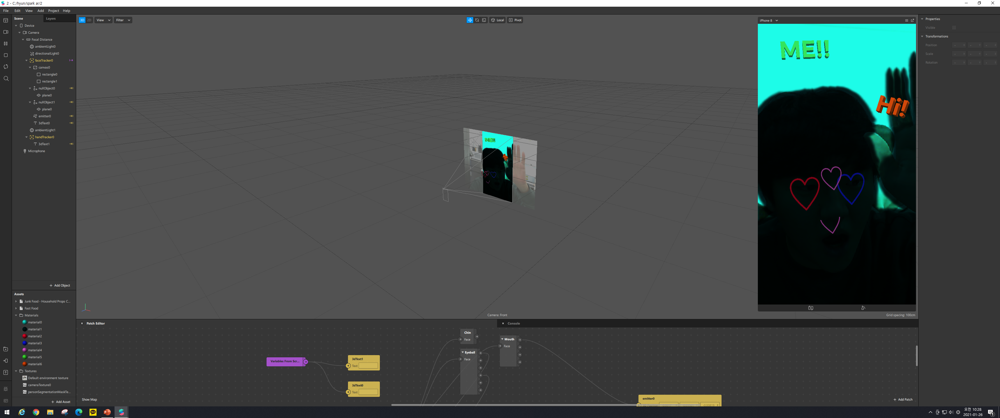 2 - C:/hyun/spark ar/2
File Edit View Add Project Help
Scene Layers
Device
Camera
Focal Distance
ambientLight0
directionalLight0
faceTracker0
canvas0
rectangle0
rectangle1
nullObject0
plane0
nullObject1
plane0
emitter0
3dText0
ambientLight1
handTracker0
3dText1
Microphone
+ Add Object
Assets
Junk Food - Household Props C...
Fast Food
Materials
material0
material1
material2
material3
material4
material5
material6
Textures
Default environment texture
cameraTexture0
personSegmentationMaskTe...
+ Add Asset
3D 2D View Filter
Local Pivot
ME!!
Hi!
Camera: Front
Grid spacing: 100cm
iPhone 8
ME!!
Hi!
Properties
Visible
Transformations
Position
Scale
Rotation
Patch Editor
Console
Chin
Face
Mouth
Face
Eyeball
Face
Variables From Scr...
3dText1
Text
3dText0
Text
emitter0
Show Map
+ Add Patch
TALK
오전 10:28
2021-01-26
1